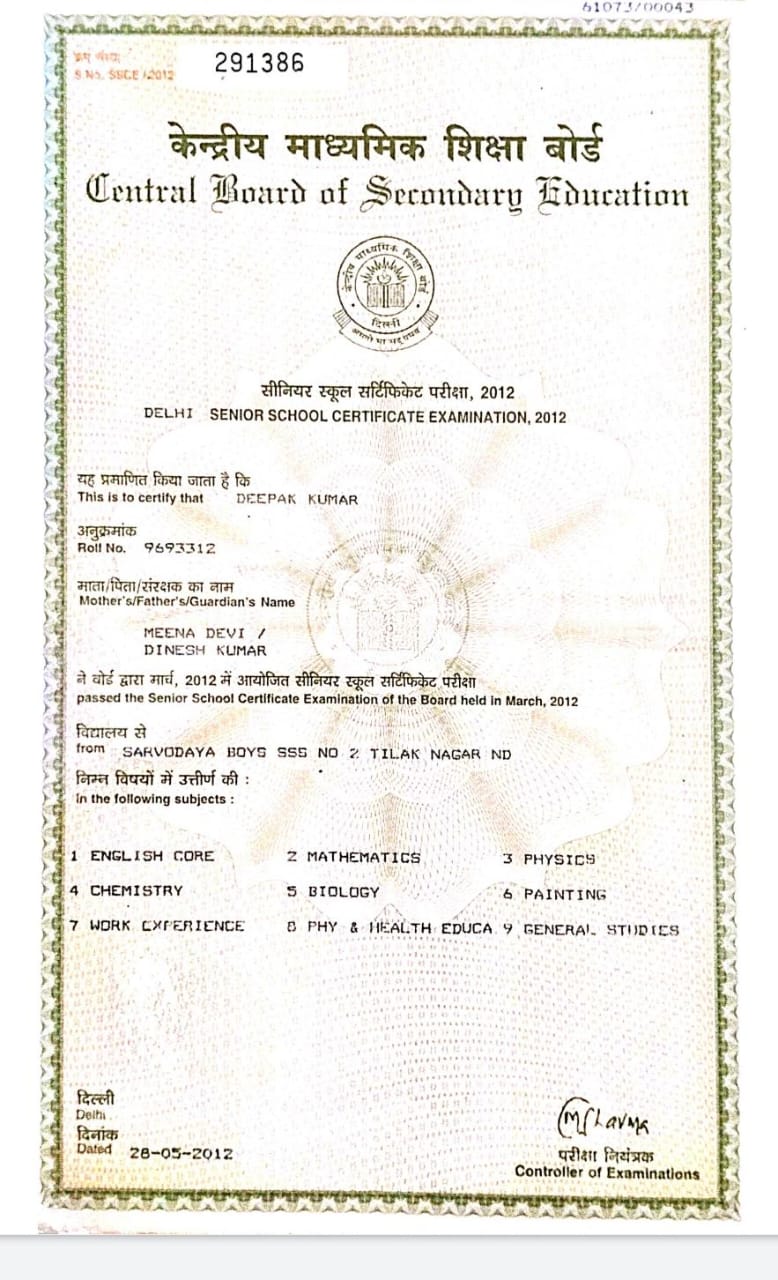 61073/00043
क्रम संख्या
S No. SSCE / 2012
291386
केन्द्रीय माध्यमिक शिक्षा बोर्ड
Central Board of Secondary Education
केन्द्रीय माध्यमिक शिक्षा बोर्ड
दिल्ली
सीनियर स्कूल सर्टिफिकेट परीक्षा, 2012
DELHI SENIOR SCHOOL CERTIFICATE EXAMINATION, 2012
यह प्रमाणित किया जाता है कि
This is to certify that DEEPAK KUMAR
अनुक्रमांक
Roll No. 9693312
माता/पिता/संरक्षक का नाम
Mother's/Father's/Guardian's Name
MEENA DEVI /
DINESH KUMAR
ने बोर्ड द्वारा मार्च, 2012 में आयोजित सीनियर स्कूल सर्टिफिकेट परीक्षा
passed the Senior School Certificate Examination of the Board held in March, 2012
विद्यालय से
from SARVODAYA BOYS SSS NO 2 TILAK NAGAR ND
निम्न विषयों में उत्तीर्ण की :
in the following subjects :
1 ENGLISH CORE 2 MATHEMATICS 3 PHYSICS
4 CHEMISTRY 5 BIOLOGY 6 PAINTING
7 WORK EXPERIENCE 8 PHY & HEALTH EDUCA 9 GENERAL STUDIES
दिल्ली
Delhi
दिनांक
Dated 28-05-2012
परीक्षा नियंत्रक
Controller of Examinations